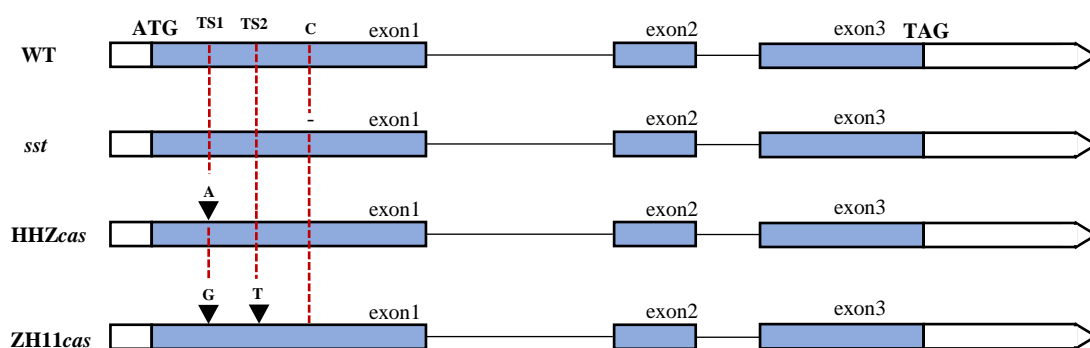 ATG TS1 TS2 C exon1 exon2 exon3 TAG
WT
- exon1 exon2 exon3
sst
A
exon1 exon2 exon3
HHZcas
G T
exon1 exon2 exon3
ZH11cas